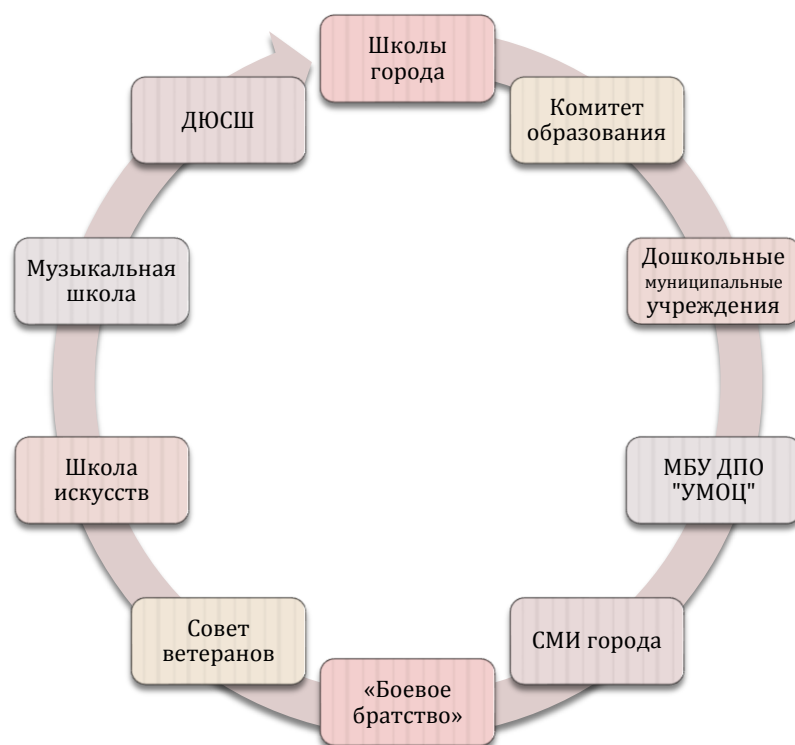 Школы
города
Комитет
образования
Дошкольные
муниципальные
учреждения
МБУ ДПО
"УМОЦ"
СМИ города
«Боевое
братство»
Совет
ветеранов
Школа
искусств
Музыкальная
школа
ДЮСШ